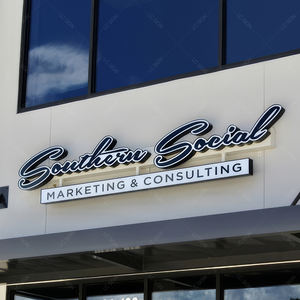 Southern Social
MARKETING & CONSULTING